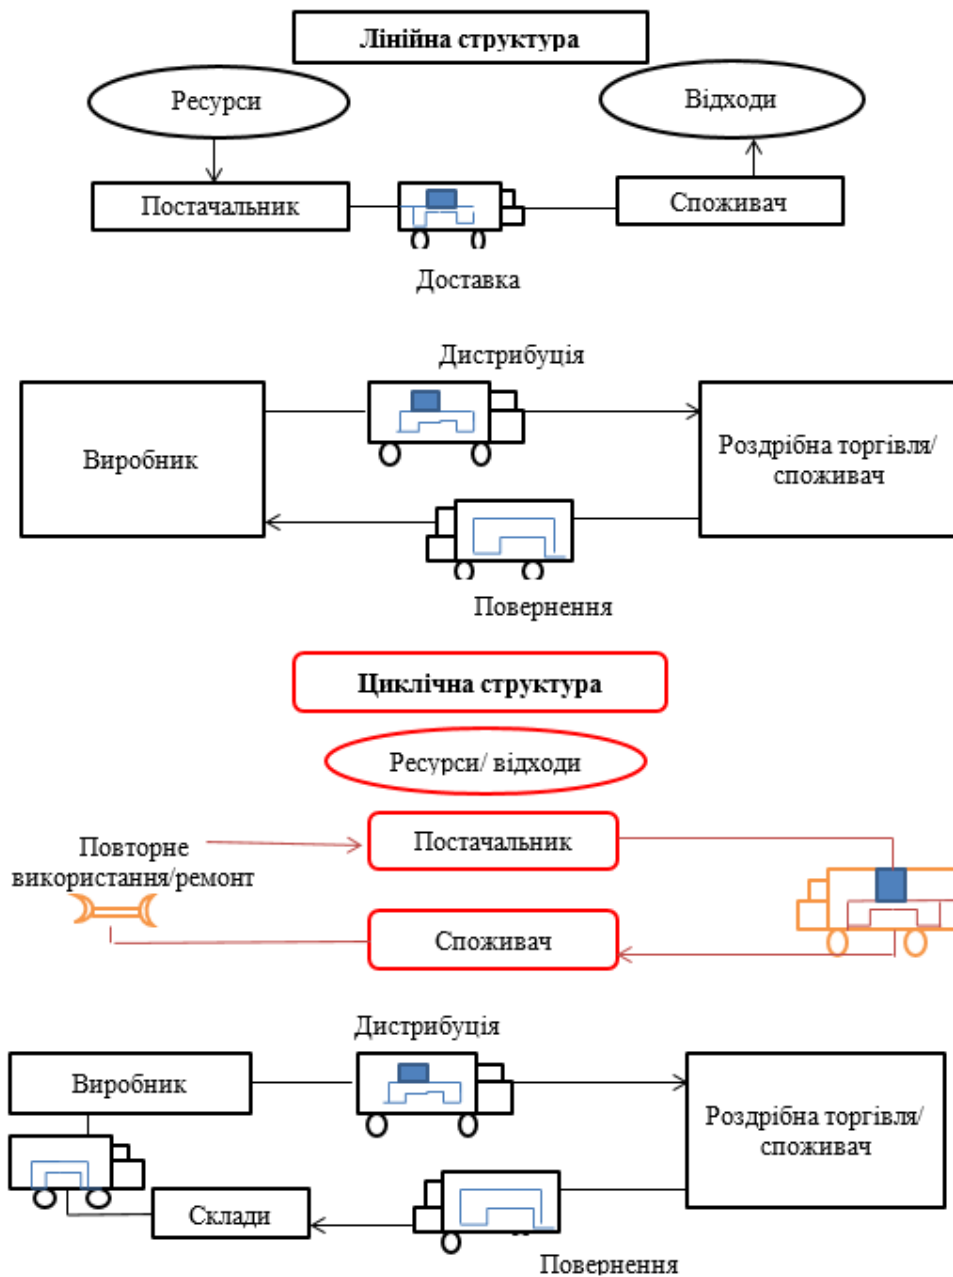 Лінійна структура
Ресурси
Відходи
Постачальник
Споживач
Доставка
Дистрибуція
Виробник
Роздрібна торгівля/
споживач
Повернення
Циклічна структура
Ресурси/ відходи
Повторне
використання/ремонт
Постачальник
Споживач
Дистрибуція
Виробник
Роздрібна торгівля/
споживач
Склади
Повернення